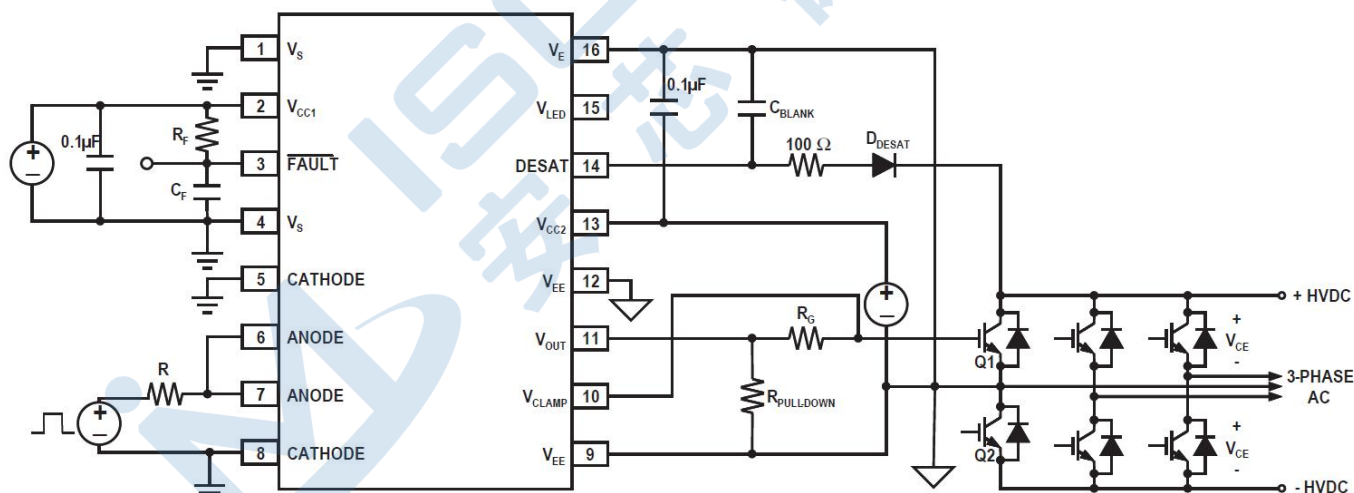 1 V_S
2 V_CC1
3 FAULT
4 V_S
5 CATHODE
6 ANODE
7 ANODE
8 CATHODE
V_E 16
V_LED 15
DESAT 14
V_CC2 13
V_EE 12
V_OUT 11
V_CLAMP 10
V_EE 9
+
−
0.1μF
R_F
C_F
R
+
−
0.1μF
C_BLANK
100 Ω
D_DESAT
R_G
R_PULL-DOWN
+
−
Q1
Q2
+ HVDC
+
V_CE
-
3-PHASE
AC
+
V_CE
-
- HVDC
安芯